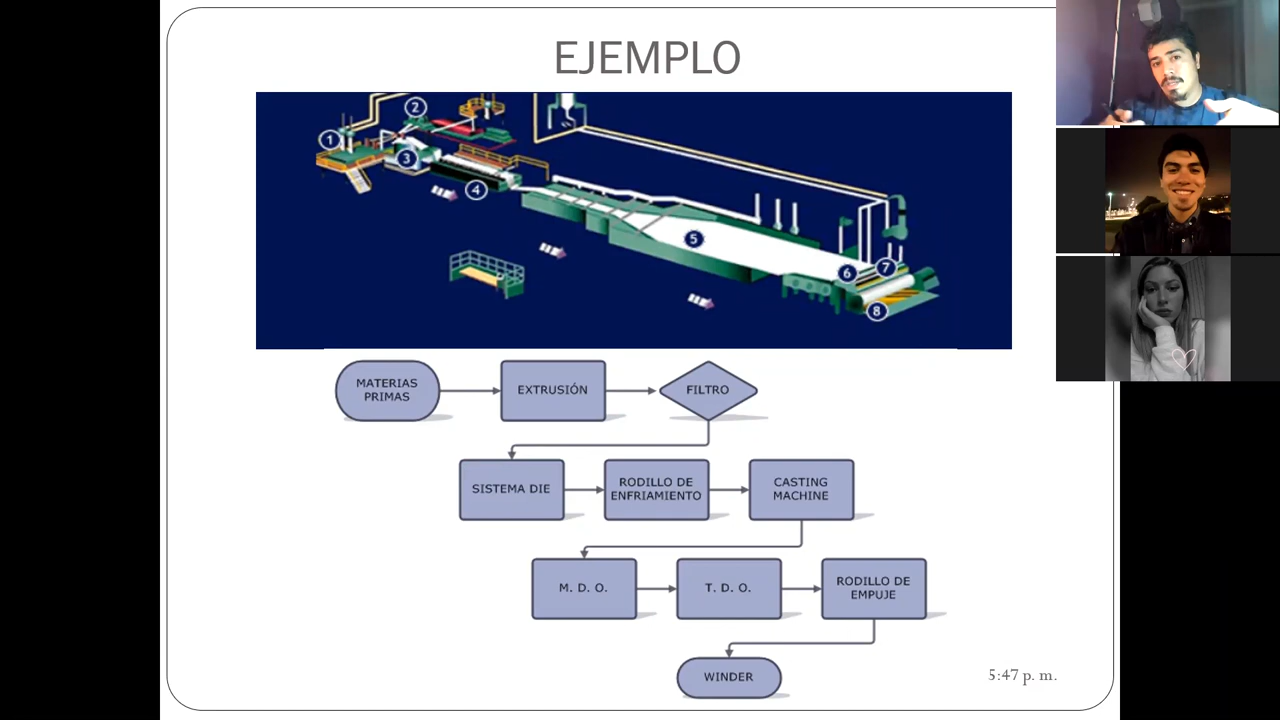 EJEMPLO
1
2
3
4
5
6
7
8
MATERIAS
PRIMAS
EXTRUSIÓN
FILTRO
SISTEMA DIE
RODILLO DE
ENFRIAMIENTO
CASTING
MACHINE
M. D. O.
T. D. O.
RODILLO DE
EMPUJE
WINDER
5:47 p. m.